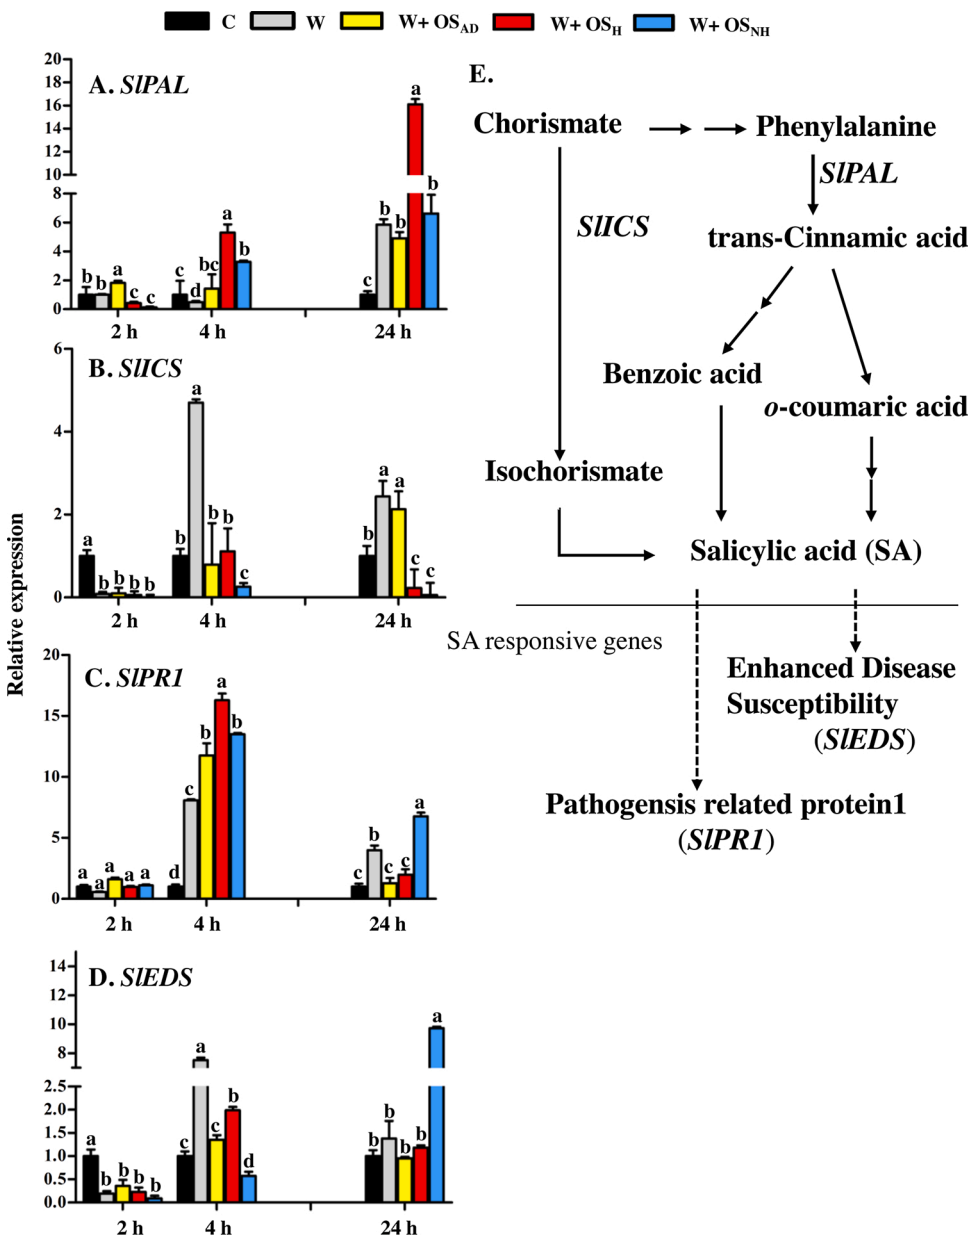 C W W+ OSAD W+ OSH W+ OSNH
Relative expression
A. SlPAL
20
18
16
14
12
10
8
6
4
2
0
b b a c c
c d bc a b
c b b a b
2 h 4 h 24 h
B. SlICS
6
4
2
0
a b b b b
b a b b c
b a a c c
2 h 4 h 24 h
C. SlPR1
20
15
10
5
0
a a a a a
d c b a b
c b c c a
2 h 4 h 24 h
D. SlEDS
14
12
10
8
2.5
2.0
1.5
1.0
0.5
0.0
a b b b b
c a c b d
b b b b a
2 h 4 h 24 h
E.
Chorismate Phenylalanine
SlPAL
SlICS
trans-Cinnamic acid
Benzoic acid
o-coumaric acid
Isochorismate
Salicylic acid (SA)
SA responsive genes
Enhanced Disease
Susceptibility
(SlEDS)
Pathogensis related protein1
(SlPR1)